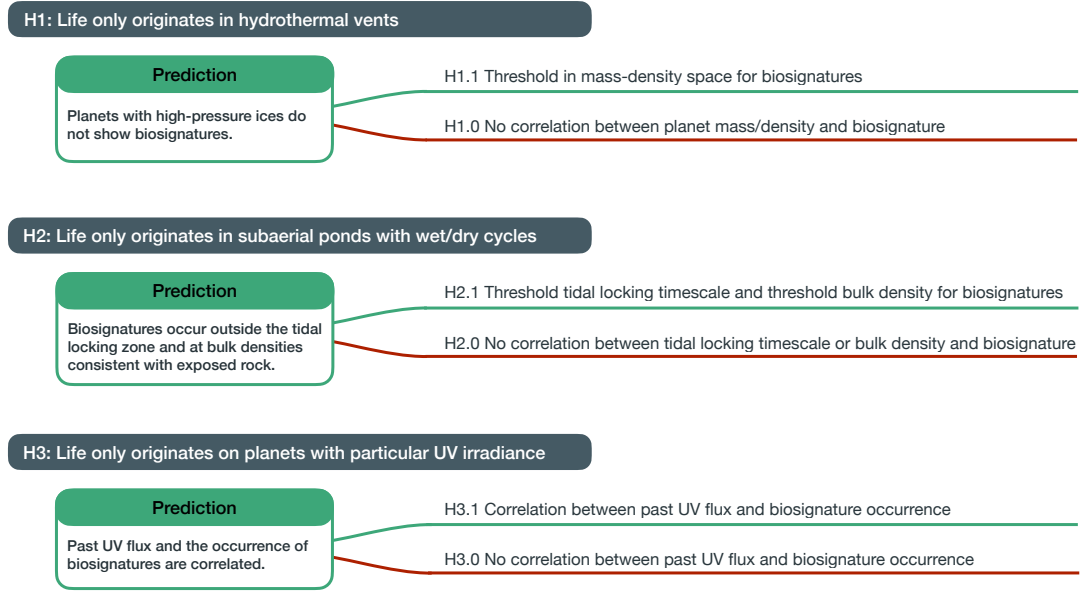 H1: Life only originates in hydrothermal vents
Prediction
Planets with high-pressure ices do
not show biosignatures.
H1.1 Threshold in mass-density space for biosignatures
H1.0 No correlation between planet mass/density and biosignature
H2: Life only originates in subaerial ponds with wet/dry cycles
Prediction
Biosignatures occur outside the tidal
locking zone and at bulk densities
consistent with exposed rock.
H2.1 Threshold tidal locking timescale and threshold bulk density for biosignatures
H2.0 No correlation between tidal locking timescale or bulk density and biosignature
H3: Life only originates on planets with particular UV irradiance
Prediction
Past UV flux and the occurrence of
biosignatures are correlated.
H3.1 Correlation between past UV flux and biosignature occurrence
H3.0 No correlation between past UV flux and biosignature occurrence